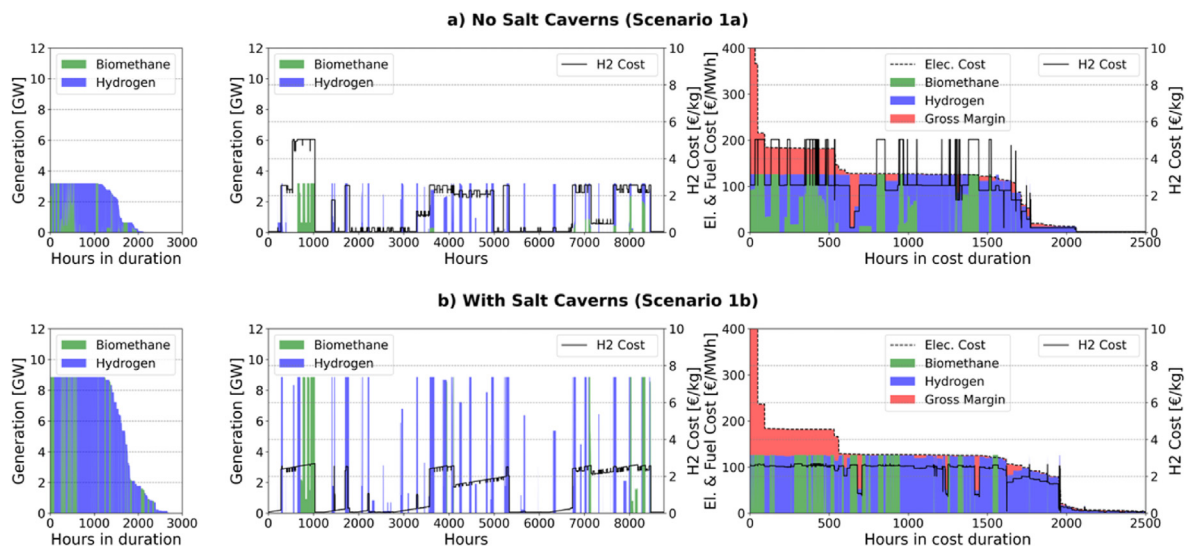 a) No Salt Caverns (Scenario 1a)
Generation [GW]
12
10
8
6
4
2
0
Biomethane
Hydrogen
0 1000 2000 3000
Hours in duration
Generation [GW]
12
10
8
6
4
2
0
Biomethane
Hydrogen
H2 Cost
10
8
6
4
2
0
H2 Cost [€/kg]
0 1000 2000 3000 4000 5000 6000 7000 8000
Hours
El. & Fuel Cost [€/MWh]
400
300
200
100
0
Elec. Cost
Biomethane
Hydrogen
Gross Margin
H2 Cost
10
8
6
4
2
0
H2 Cost [€/kg]
0 500 1000 1500 2000 2500
Hours in cost duration
b) With Salt Caverns (Scenario 1b)
Generation [GW]
12
10
8
6
4
2
0
Biomethane
Hydrogen
0 1000 2000 3000
Hours in duration
Generation [GW]
12
10
8
6
4
2
0
Biomethane
Hydrogen
H2 Cost
10
8
6
4
2
0
H2 Cost [€/kg]
0 1000 2000 3000 4000 5000 6000 7000 8000
Hours
El. & Fuel Cost [€/MWh]
400
300
200
100
0
Elec. Cost
Biomethane
Hydrogen
Gross Margin
H2 Cost
10
8
6
4
2
0
H2 Cost [€/kg]
0 500 1000 1500 2000 2500
Hours in cost duration